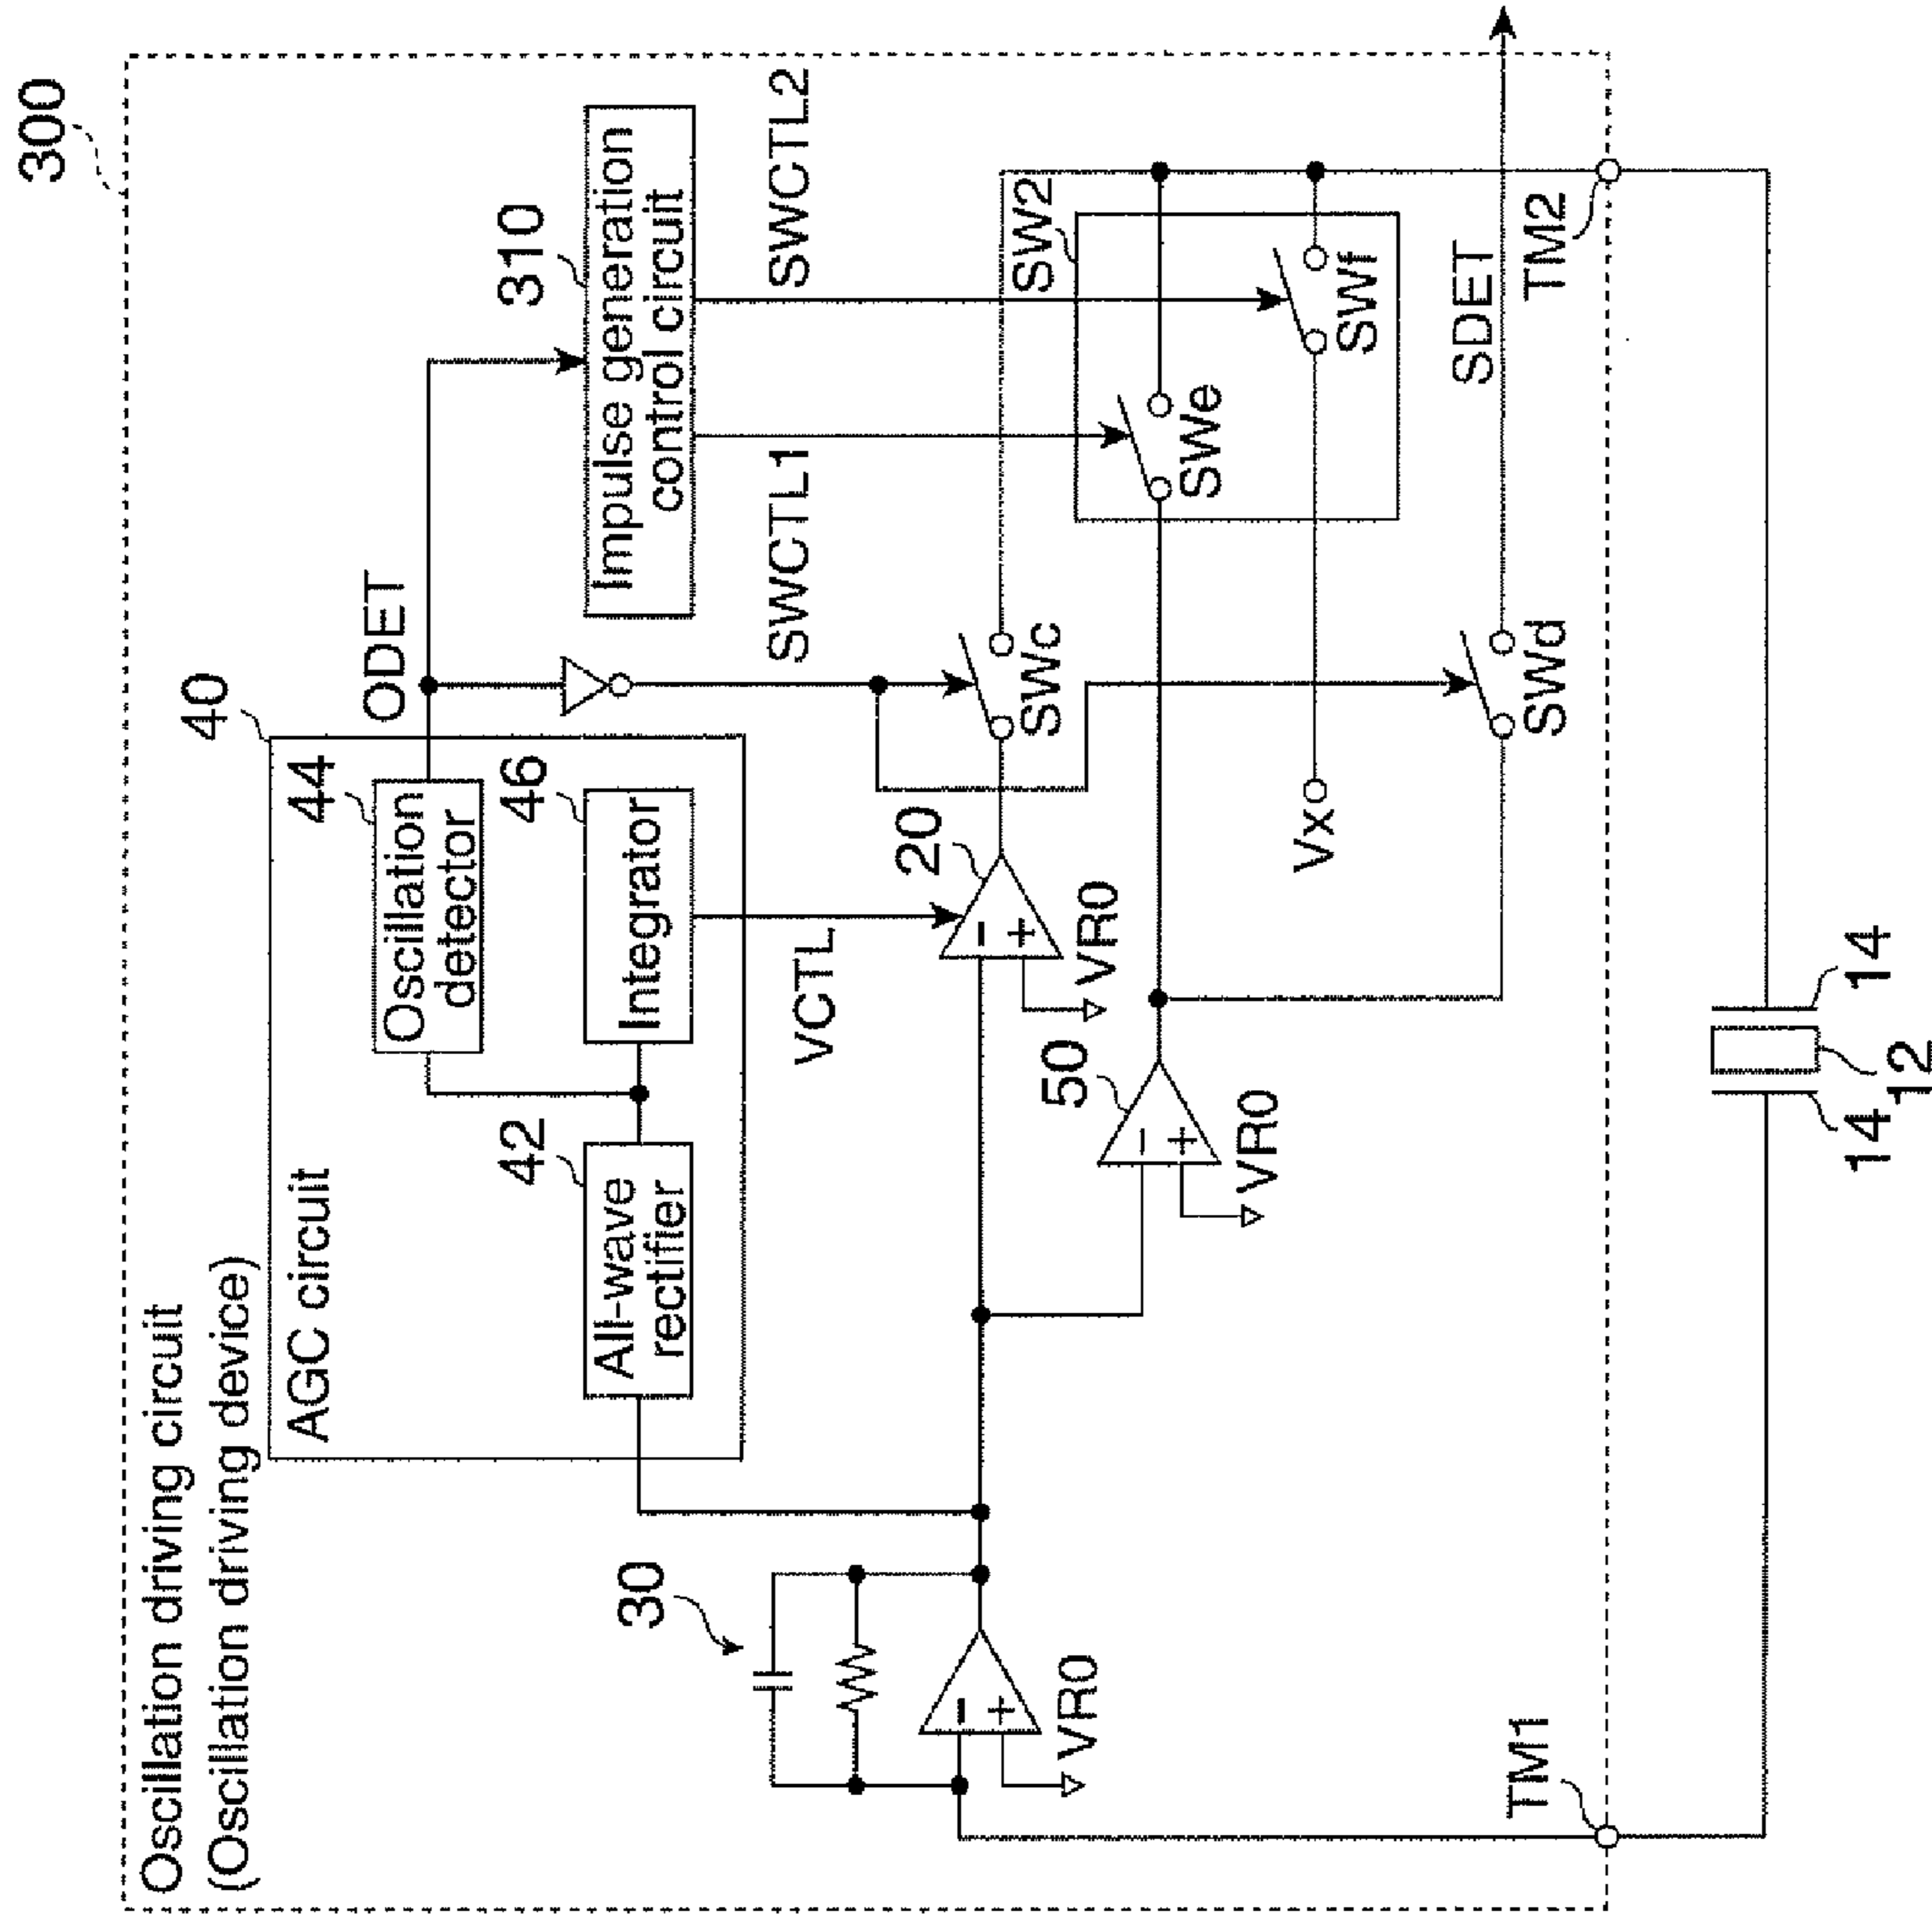 300
Oscillation driving circuit
(Oscillation driving device)
AGC circuit
40
44
Oscillation
detector
ODET
42
All-wave
rectifier
46
Integrator
310
Impulse generation
control circuit
VCTL
SWCTL1
SWCTL2
30
-
+
VR0
20
-
+
VR0
SWc
SW2
50
-
+
VR0
SWe
Vx
SWf
SWd
SDET
TM1
TM2
14
12
14